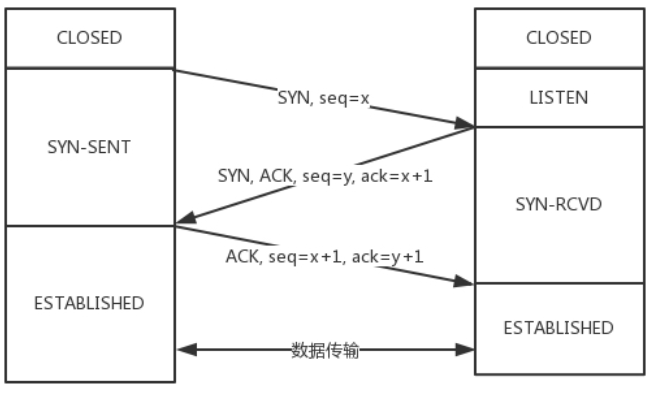 CLOSED
CLOSED
SYN, seq=x
LISTEN
SYN-SENT
SYN, ACK, seq=y, ack=x+1
SYN-RCVD
ACK, seq=x+1, ack=y+1
ESTABLISHED
ESTABLISHED
数据传输